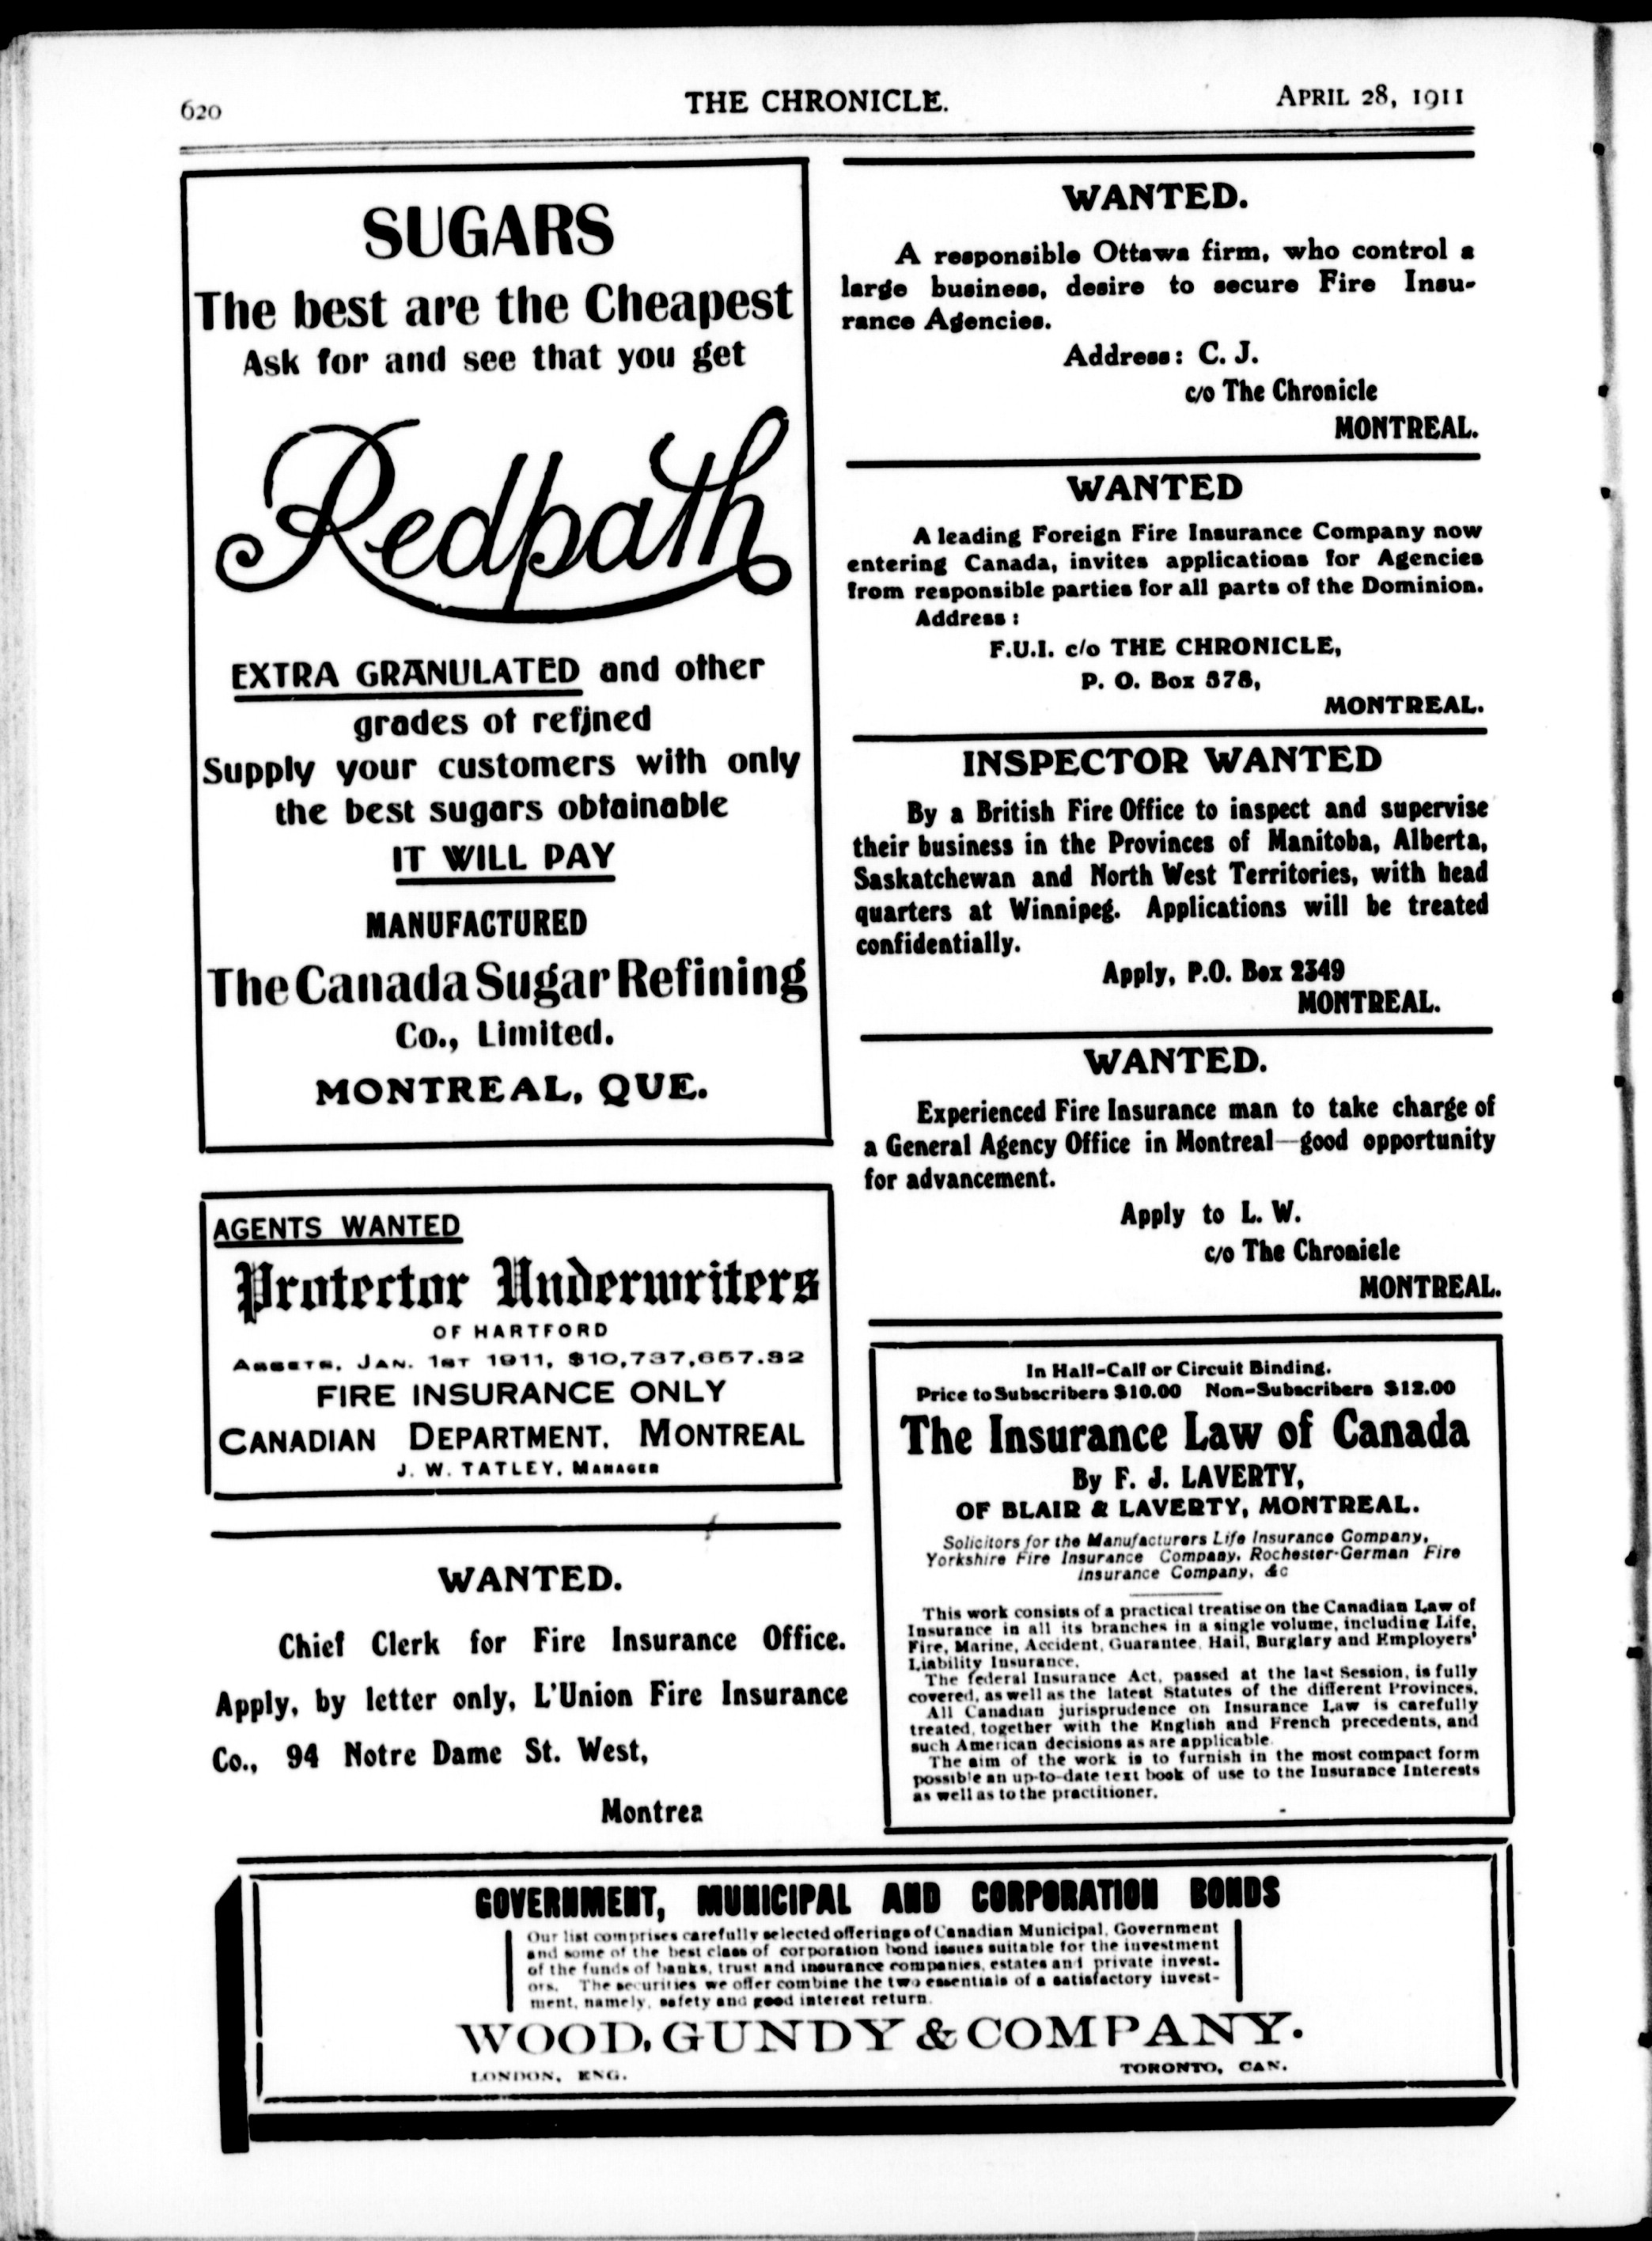 620
THE CHRONICLE.
APRIL 28, 1911
SUGARS
The best are the Cheapest
Ask for and see that you get
Redpath
EXTRA GRANULATED and other
grades of refined
Supply your customers with only
the best sugars obtainable
IT WILL PAY
MANUFACTURED
The Canada Sugar Refining
Co., Limited.
MONTREAL, QUE.
AGENTS WANTED
Protector Underwriters
OF HARTFORD
ASSETS, JAN. 1ST 1911, $10,737,657.32
FIRE INSURANCE ONLY
CANADIAN DEPARTMENT. MONTREAL
J. W. TATLEY, MANAGER
WANTED.
Chief Clerk for Fire Insurance Office.
Apply, by letter only, L'Union Fire Insurance
Co., 94 Notre Dame St. West,
Montrea
WANTED.
A responsible Ottawa firm, who control a
large business, desire to secure Fire Insu-
rance Agencies.
Address: C. J.
c/o The Chronicle
MONTREAL.
WANTED
A leading Foreign Fire Insurance Company now
entering Canada, invites applications for Agencies
from responsible parties for all parts of the Dominion.
Address :
F.U.I. c/o THE CHRONICLE,
P. O. Box 578,
MONTREAL.
INSPECTOR WANTED
By a British Fire Office to inspect and supervise
their business in the Provinces of Manitoba, Alberta,
Saskatchewan and North West Territories, with head
quarters at Winnipeg. Applications will be treated
confidentially.
Apply, P.O. Box 2349
MONTREAL.
WANTED.
Experienced Fire Insurance man to take charge of
a General Agency Office in Montreal—good opportunity
for advancement.
Apply to L. W.
c/o The Chronicle
MONTREAL.
In Half-Calf or Circuit Binding.
Price to Subscribers $10.00 Non-Subscribers $12.00
The Insurance Law of Canada
By F. J. LAVERTY,
OF BLAIR & LAVERTY, MONTREAL.
Solicitors for the Manufacturers Life Insurance Company,
Yorkshire Fire Insurance Company, Rochester-German Fire
Insurance Company, &c
This work consists of a practical treatise on the Canadian Law of
Insurance in all its branches in a single volume, including Life,
Fire, Marine, Accident, Guarantee, Hail, Burglary and Employers'
Liability Insurance.
The federal Insurance Act, passed at the last Session, is fully
covered, as well as the latest Statutes of the different Provinces.
All Canadian jurisprudence on Insurance Law is carefully
treated, together with the English and French precedents, and
such American decisions as are applicable.
The aim of the work is to furnish in the most compact form
possible an up-to-date text book of use to the Insurance Interests
as well as to the practitioner.
GOVERNMENT, MUNICIPAL AND CORPORATION BONDS
Our list comprises carefully selected offerings of Canadian Municipal, Government
and some of the best class of corporation bond issues suitable for the investment
of the funds of banks, trust and insurance companies, estates and private invest-
ors. The securities we offer combine the two essentials of a satisfactory invest-
ment, namely, safety and good interest return.
WOOD, GUNDY & COMPANY.
LONDON, ENG.
TORONTO, CAN.